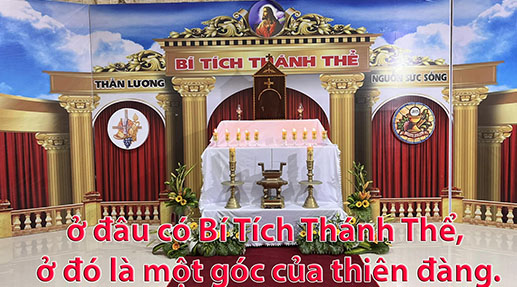 BÍ TÍCH THÁNH THỂ
THẦN LƯƠNG
NGUỒN SỨC SỐNG
ở đâu có Bí Tích Thánh Thể,
ở đó là một góc của thiên đàng.